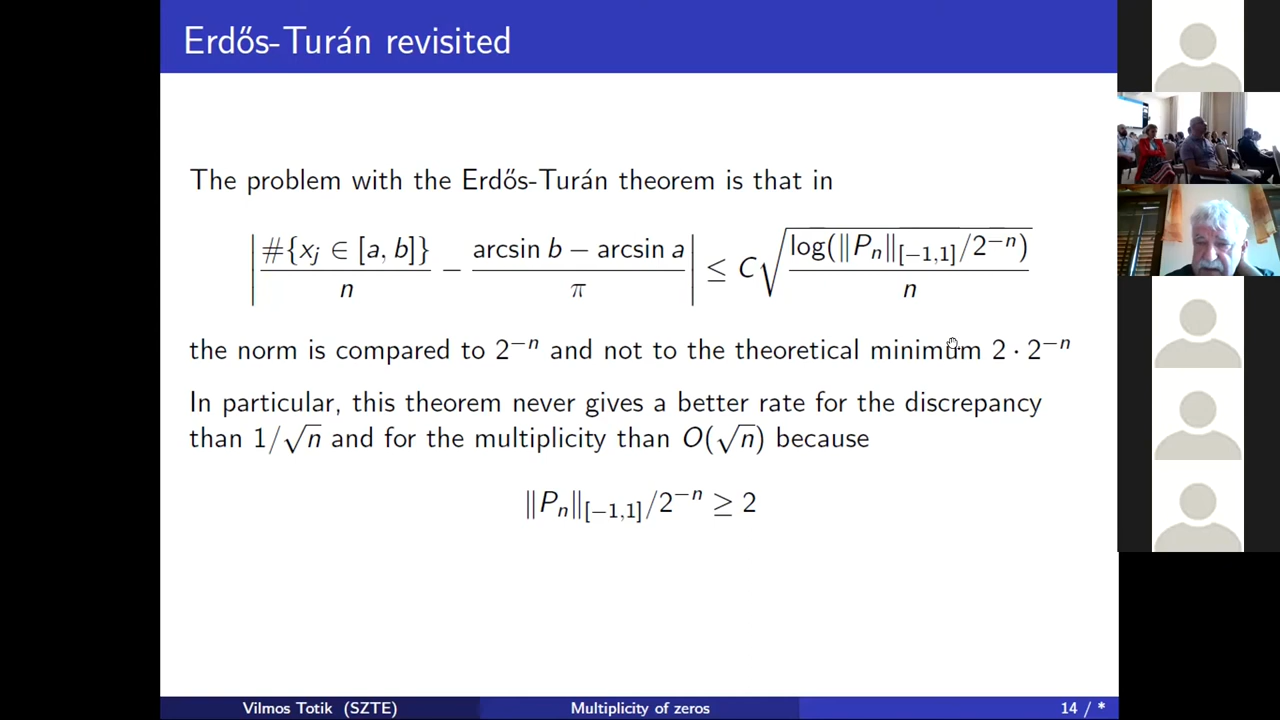 Erdős-Turán revisited
The problem with the Erdős-Turán theorem is that in
| #{x_j ∈ [a, b]} / n − (arcsin b − arcsin a) / π | ≤ C √( log(‖P_n‖_{[−1,1]}/2^{−n}) / n )
the norm is compared to 2^{−n} and not to the theoretical minimum 2 · 2^{−n}
In particular, this theorem never gives a better rate for the discrepancy
than 1/√n and for the multiplicity than O(√n) because
‖P_n‖_{[−1,1]}/2^{−n} ≥ 2
Vilmos Totik (SZTE) Multiplicity of zeros 14 / *